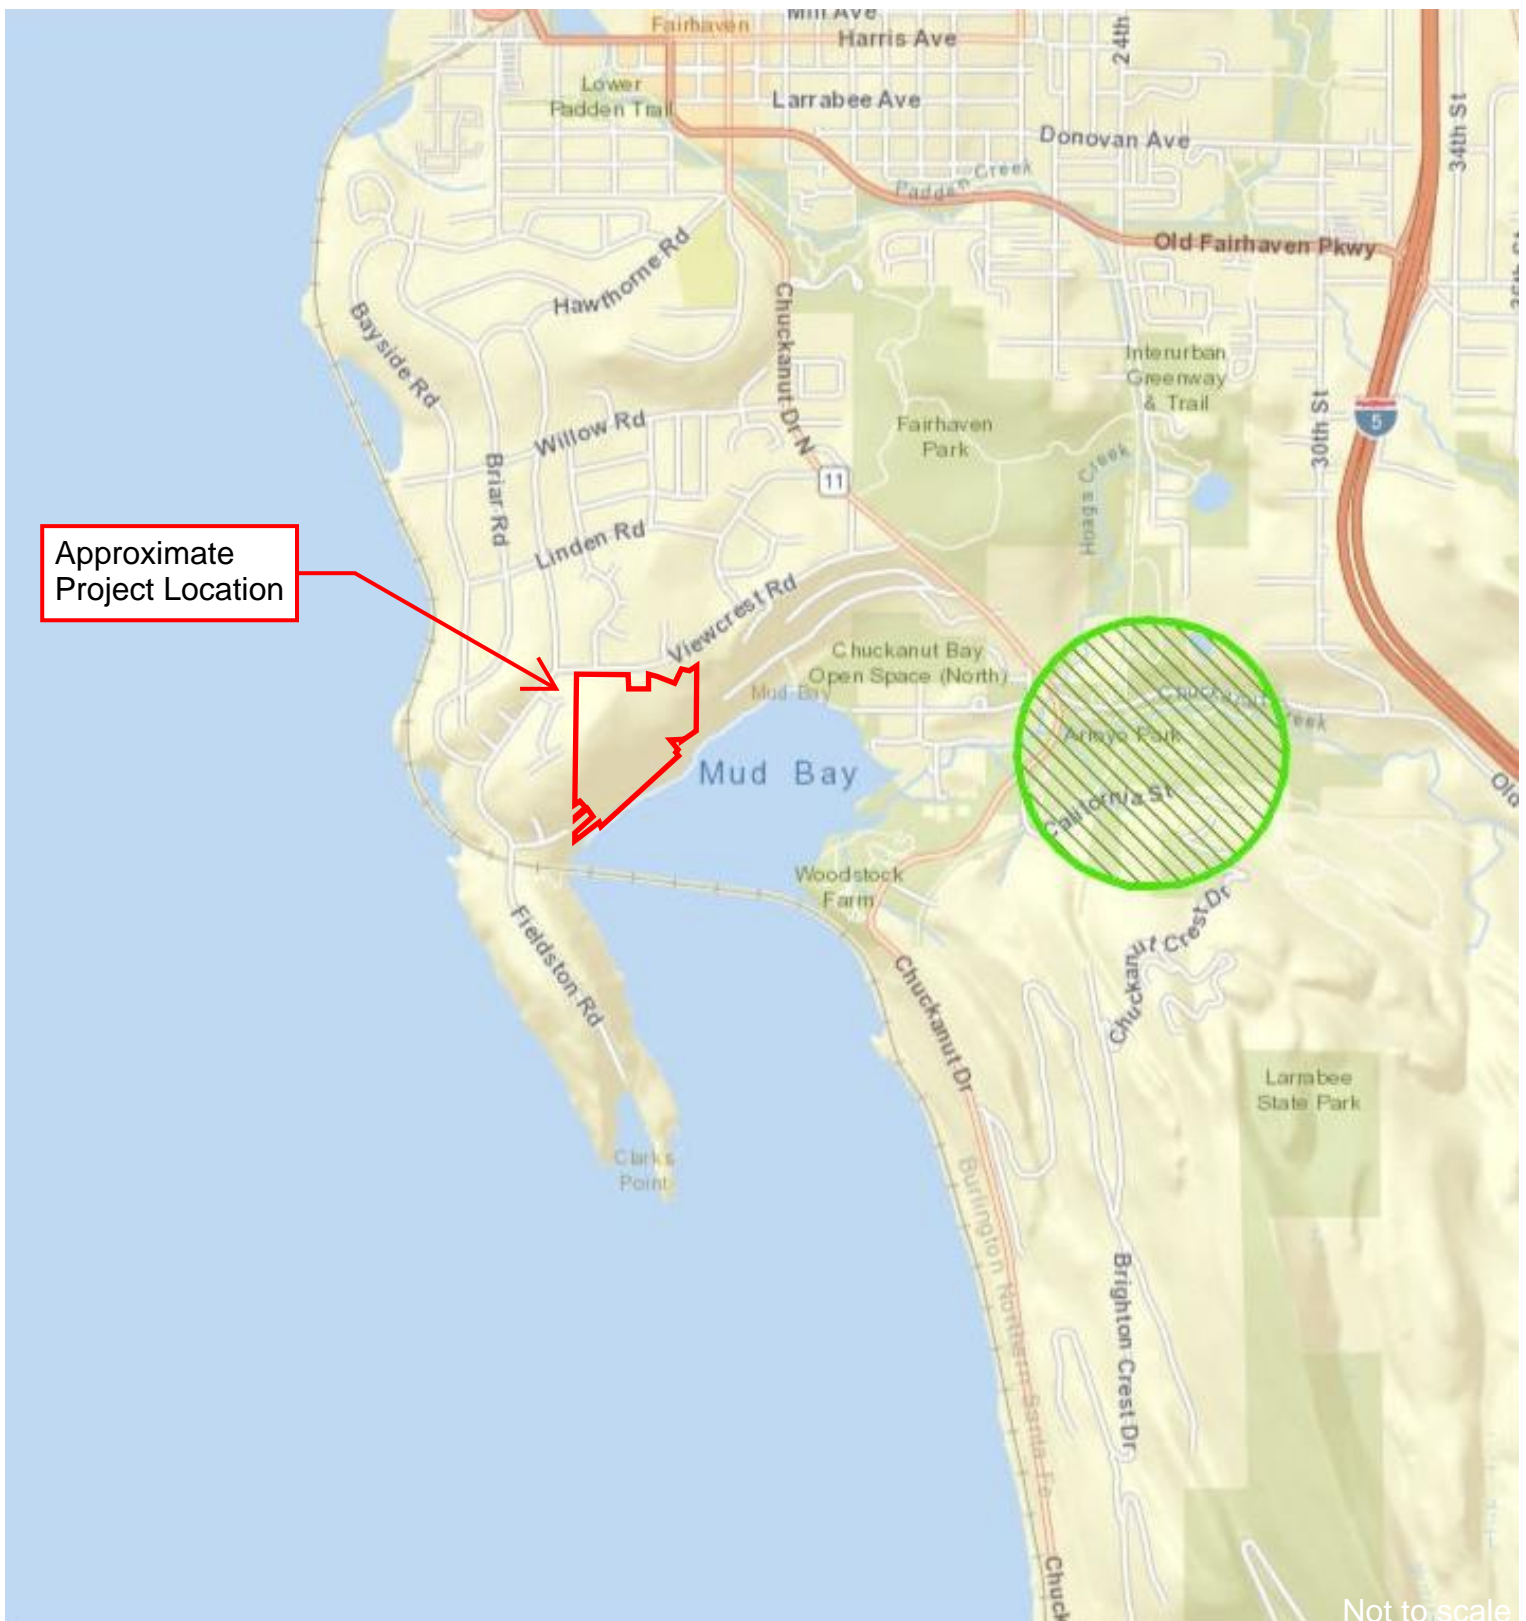 Mill Ave
Fairhaven
Harris Ave
24th
Lower
Padden Trail
Larrabee Ave
Donovan Ave
34th St
Padden Creek
Old Fairhaven Pkwy
Hawthorne Rd
Chuckanut Dr N
Bayside Rd
Interurban
Greenway
& Trail
5
30th St
Willow Rd
Fairhaven
Park
Briar Rd
11
Hoags Creek
Linden Rd
Approximate
Project Location
Viewcrest Rd
Chuckanut Bay
Open Space (North)
Mud Bay
Chuckanut Creek
Arroyo Park
Mud Bay
California St
Old
Woodstock
Farm
Chuckanut Crest Dr
Fieldston Rd
Chuckanut Dr
Larrabee
State Park
Clarks
Point
Burlington Northern Santa Fe
Brighton Crest Dr
Chuck
Not to scale